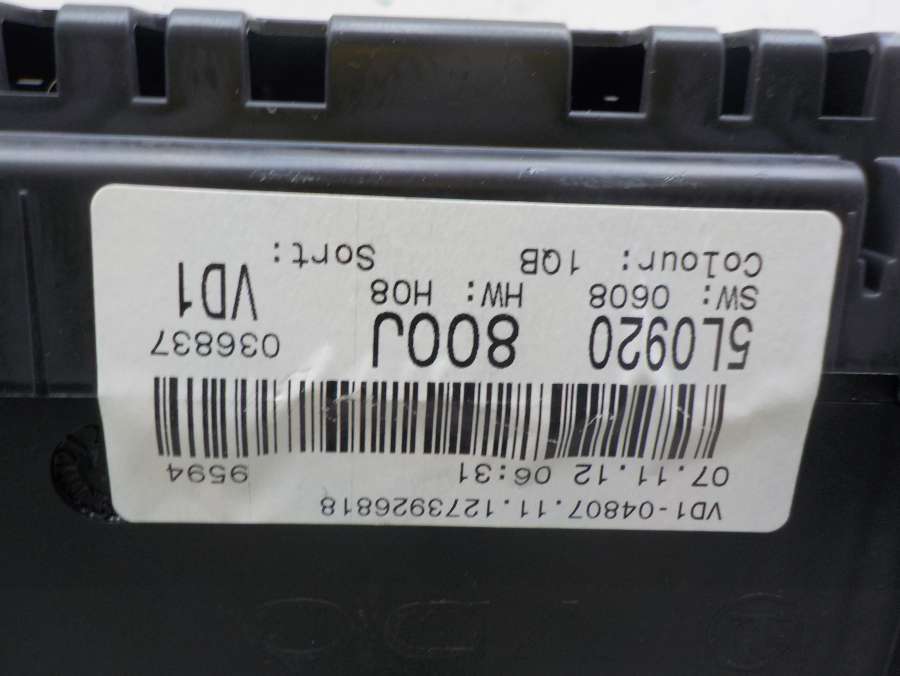 VD1-04807.11.1273926818
07.11.12 06:31 9594
5L0920 800J 036837
SW: 0608 HW: H08 VD1
Colour: 1QB Sort: